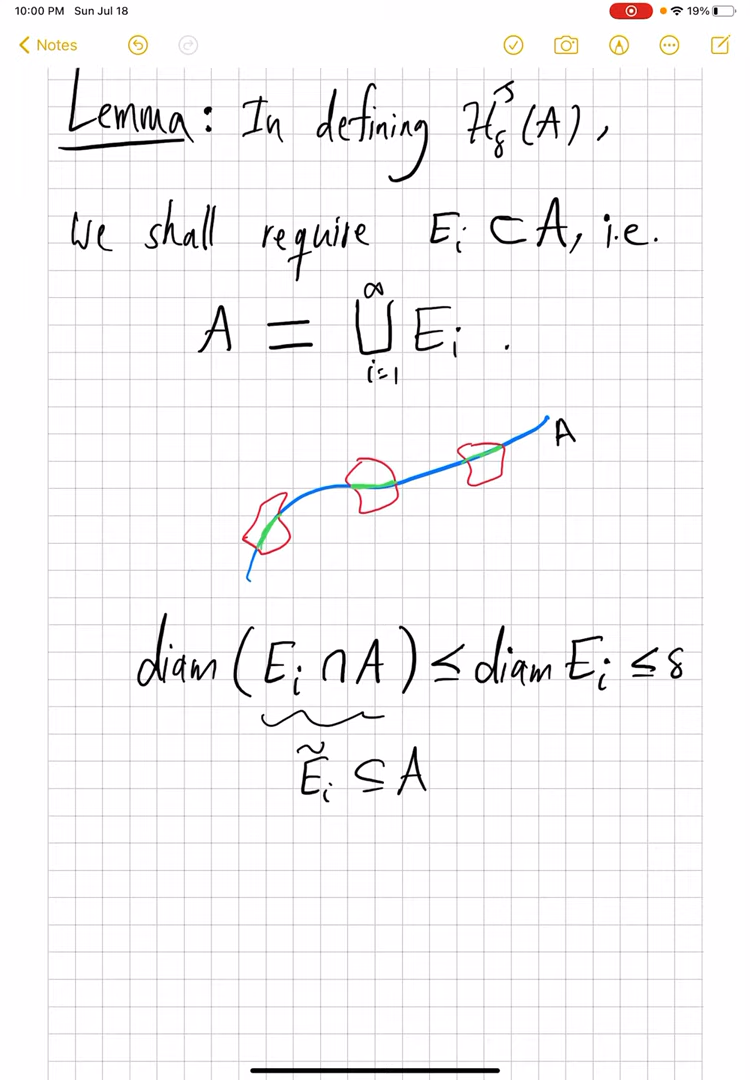 10:00 PM Sun Jul 18
19%
Notes
Lemma: In defining ℋ_δ^s(A),
we shall require E_i ⊂ A, i.e.
A = ⋃_{i=1}^∞ E_i .
A
diam(E_i ∩ A) ≤ diam E_i ≤ δ
Ẽ_i ⊆ A